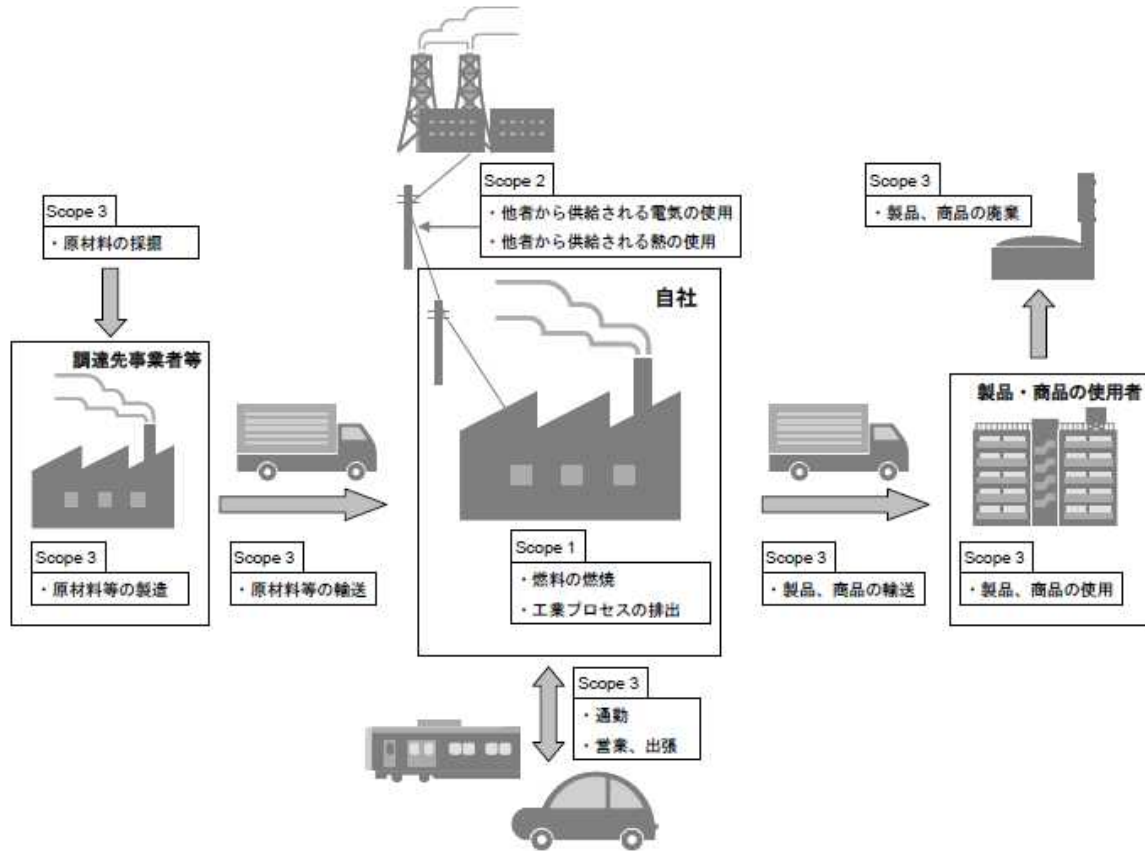 Scope 2
・他者から供給される電気の使用
・他者から供給される熱の使用
Scope 3
・原材料の採掘
Scope 3
・製品、商品の廃棄
自社
調達先事業者等
製品・商品の使用者
Scope 3
・原材料等の製造
Scope 3
・原材料等の輸送
Scope 1
・燃料の燃焼
・工業プロセスの排出
Scope 3
・製品、商品の輸送
Scope 3
・製品、商品の使用
Scope 3
・通勤
・営業、出張